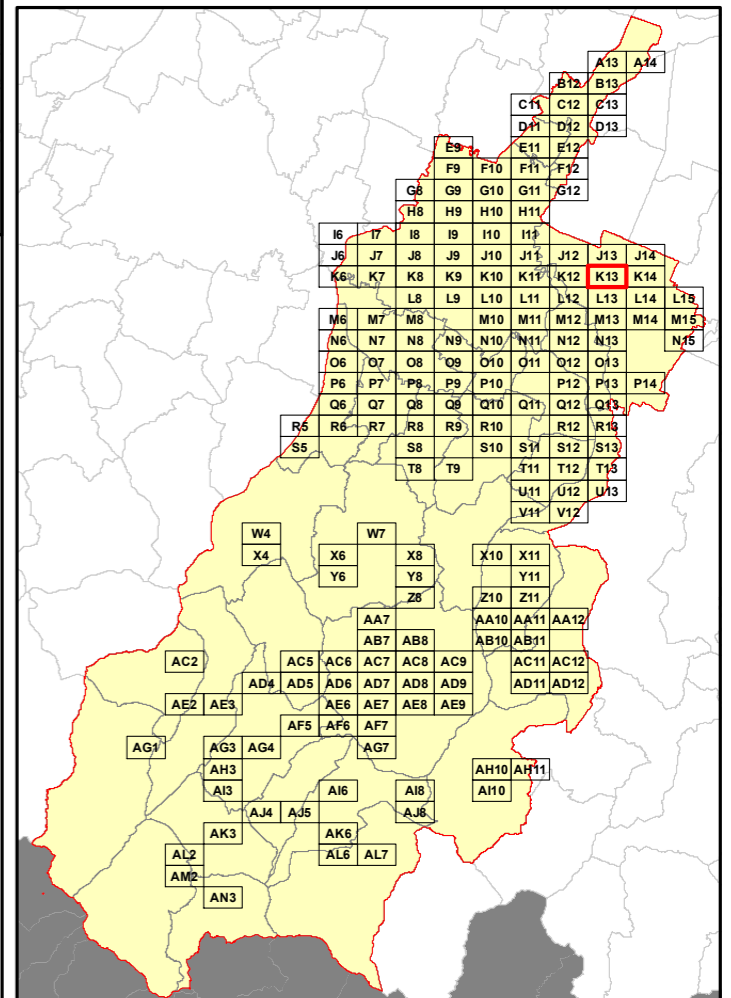 A13 A14
B12 B13
C11 C12 C13
D11 D12 D13
E9 E11 E12
F9 F10 F11 F12
G8 G9 G10 G11 G12
H8 H9 H10 H11
I6 I7 I8 I9 I10 I11
J6 J7 J8 J9 J10 J11 J12 J13 J14
K6 K7 K8 K9 K10 K11 K12 K13 K14
L8 L9 L10 L11 L12 L13 L14 L15
M6 M7 M8 M10 M11 M12 M13 M14 M15
N6 N7 N8 N9 N10 N11 N12 N13 N15
O6 O7 O8 O9 O10 O11 O12 O13
P6 P7 P8 P9 P10 P12 P13 P14
Q6 Q7 Q8 Q9 Q10 Q11 Q12 Q13
R5 R6 R7 R8 R9 R10 R12 R13
S5 S8 S10 S11 S12 S13
T8 T9 T11 T12 T13
U11 U12 U13
V11 V12
W4 W7
X4 X6 X8 X10 X11
Y6 Y8 Y11
Z8 Z10 Z11
AA7 AA10 AA11 AA12
AB7 AB8 AB10 AB11
AC2 AC5 AC6 AC7 AC8 AC9 AC11 AC12
AD4 AD5 AD6 AD7 AD8 AD9 AD11 AD12
AE2 AE3 AE6 AE7 AE8 AE9
AF5 AF6 AF7
AG1 AG3 AG4 AG7
AH3 AH10 AH11
AI3 AI6 AI8 AI10
AJ4 AJ5 AJ8
AK3 AK6
AL2 AL6 AL7
AM2
AN3